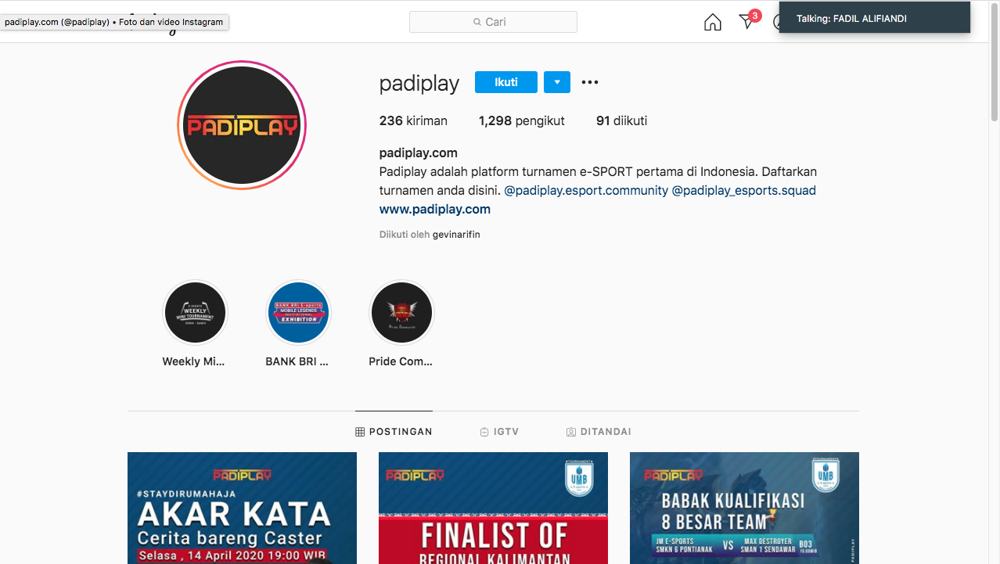 padiplay.com (@padiplay) • Foto dan video Instagram
Cari
3
Talking: FADIL ALIFIANDI
PADIPLAY
padiplay
Ikuti
236 kiriman 1,298 pengikut 91 diikuti
padiplay.com
Padiplay adalah platform turnamen e-SPORT pertama di Indonesia. Daftarkan
turnamen anda disini. @padiplay.esport.community @padiplay_esports.squad
www.padiplay.com
Diikuti oleh gevinarifin
E-SPORTS
WEEKLY
MINI TOURNAMENT
BANK BRI E-sports
MOBILE LEGENDS
INVITATIONAL
EXHIBITION
Weekly Mi...
BANK BRI ...
Pride Com...
POSTINGAN
IGTV
DITANDAI
PADIPLAY
#STAYDIRUMAHAJA
AKAR KATA
Cerita bareng Caster
Selasa , 14 April 2020 19:00 WIB
PADIPLAY
UMB
FINALIST OF
REGIONAL KALIMANTAN
PADIPLAY
UMB
BABAK KUALIFIKASI
8 BESAR TEAM
JM E-SPORTS
SMKN 6 PONTIANAK
VS
MAX DESTROYER
SMAN 1 SENDAWAR
BO3
PADIPLAY